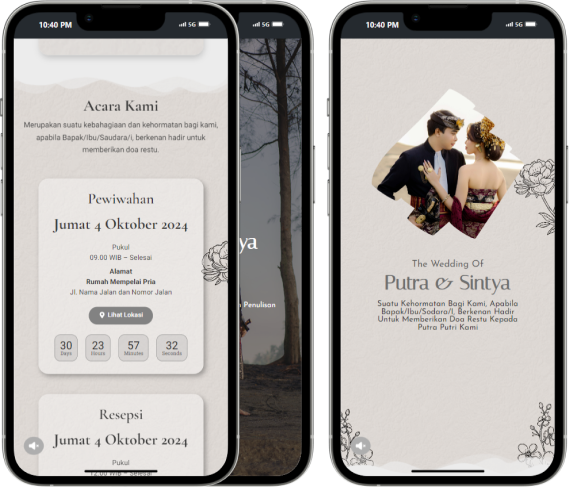 10:40 PM
5G
Acara Kami
Merupakan suatu kebahagiaan dan kehormatan bagi kami,
apabila Bapak/Ibu/Saudara/I, berkenan hadir untuk
memberikan doa restu.
Pewiwahan
Jumat 4 Oktober 2024
Pukul
09.00 WIB – Selesai
Alamat
Rumah Mempelai Pria
Jl. Nama Jalan dan Nomor Jalan
Lihat Lokasi
30 23 57 32
Days Hours Minutes Seconds
Resepsi
Jumat 4 Oktober 2024
Pukul
5G
ya
Penulisan
10:40 PM
5G
The Wedding Of
Putra & Sintya
Suatu Kehormatan Bagi Kami, Apabila
Bapak/Ibu/Sodara/I, Berkenan Hadir
Untuk Memberikan Doa Restu Kepada
Putra Putri Kami